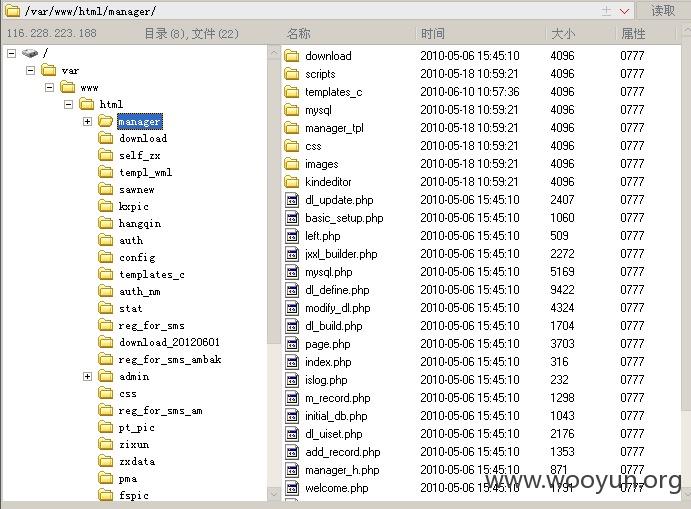 /var/www/html/manager/ 读取
116.228.223.188 目录(8),文件(22) 名称 时间 大小 属性
/
var
www
html
manager
download
self_zx
templ_wml
sawnew
kxpic
hangqin
auth
config
templates_c
auth_nm
stat
reg_for_sms
download_20120601
reg_for_sms_ambak
admin
css
reg_for_sms_am
pt_pic
zixun
zxdata
pma
fspic
download 2010-05-06 15:45:10 4096 0777
scripts 2010-05-18 10:59:21 4096 0777
templates_c 2010-06-10 10:57:36 4096 0777
mysql 2010-05-18 10:59:21 4096 0777
manager_tpl 2010-05-18 10:59:21 4096 0777
css 2010-05-18 10:59:21 4096 0777
images 2010-05-18 10:59:21 4096 0777
kindeditor 2010-05-18 10:59:21 4096 0777
dl_update.php 2010-05-06 15:45:10 2407 0777
basic_setup.php 2010-05-06 15:45:10 1060 0777
left.php 2010-05-06 15:45:10 509 0777
jxxl_builder.php 2010-05-06 15:45:10 2272 0777
mysql.php 2010-05-06 15:45:10 5169 0777
dl_define.php 2010-05-06 15:45:10 9422 0777
modify_dl.php 2010-05-06 15:45:10 4324 0777
dl_build.php 2010-05-06 15:45:10 1704 0777
page.php 2010-05-06 15:45:10 3703 0777
index.php 2010-05-06 15:45:10 316 0777
islog.php 2010-05-06 15:45:10 232 0777
m_record.php 2010-05-06 15:45:10 1298 0777
initial_db.php 2010-05-06 15:45:10 1043 0777
dl_uiset.php 2010-05-06 15:45:10 2176 0777
add_record.php 2010-05-06 15:45:10 1353 0777
manager_h.php 2010-05-06 15:45:10 871 0777
welcome.php 2010-05-06 15:45:10 1791 0777
www.wooyun.org